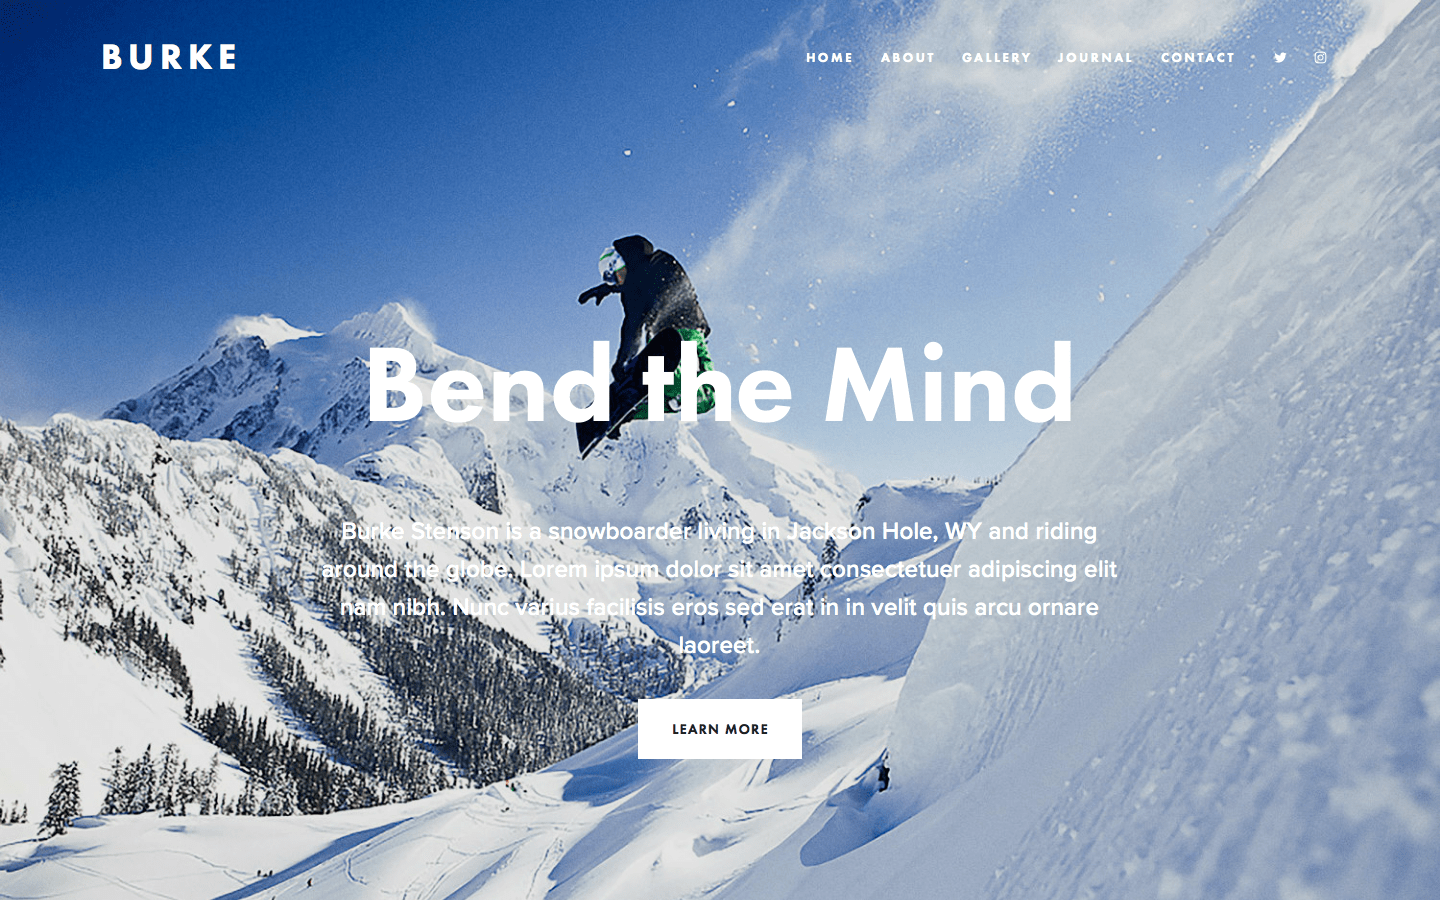 BURKE
HOME ABOUT GALLERY JOURNAL CONTACT
Bend the Mind
Burke Stenson is a snowboarder living in Jackson Hole, WY and riding
around the globe. Lorem ipsum dolor sit amet consectetuer adipiscing elit
nam nibh. Nunc varius facilisis eros sed erat in in velit quis arcu ornare
laoreet.
LEARN MORE